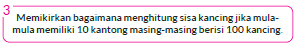 3
Memikirkan bagaimana menghitung sisa kancing jika mula-
mula memiliki 10 kantong masing-masing berisi 100 kancing.